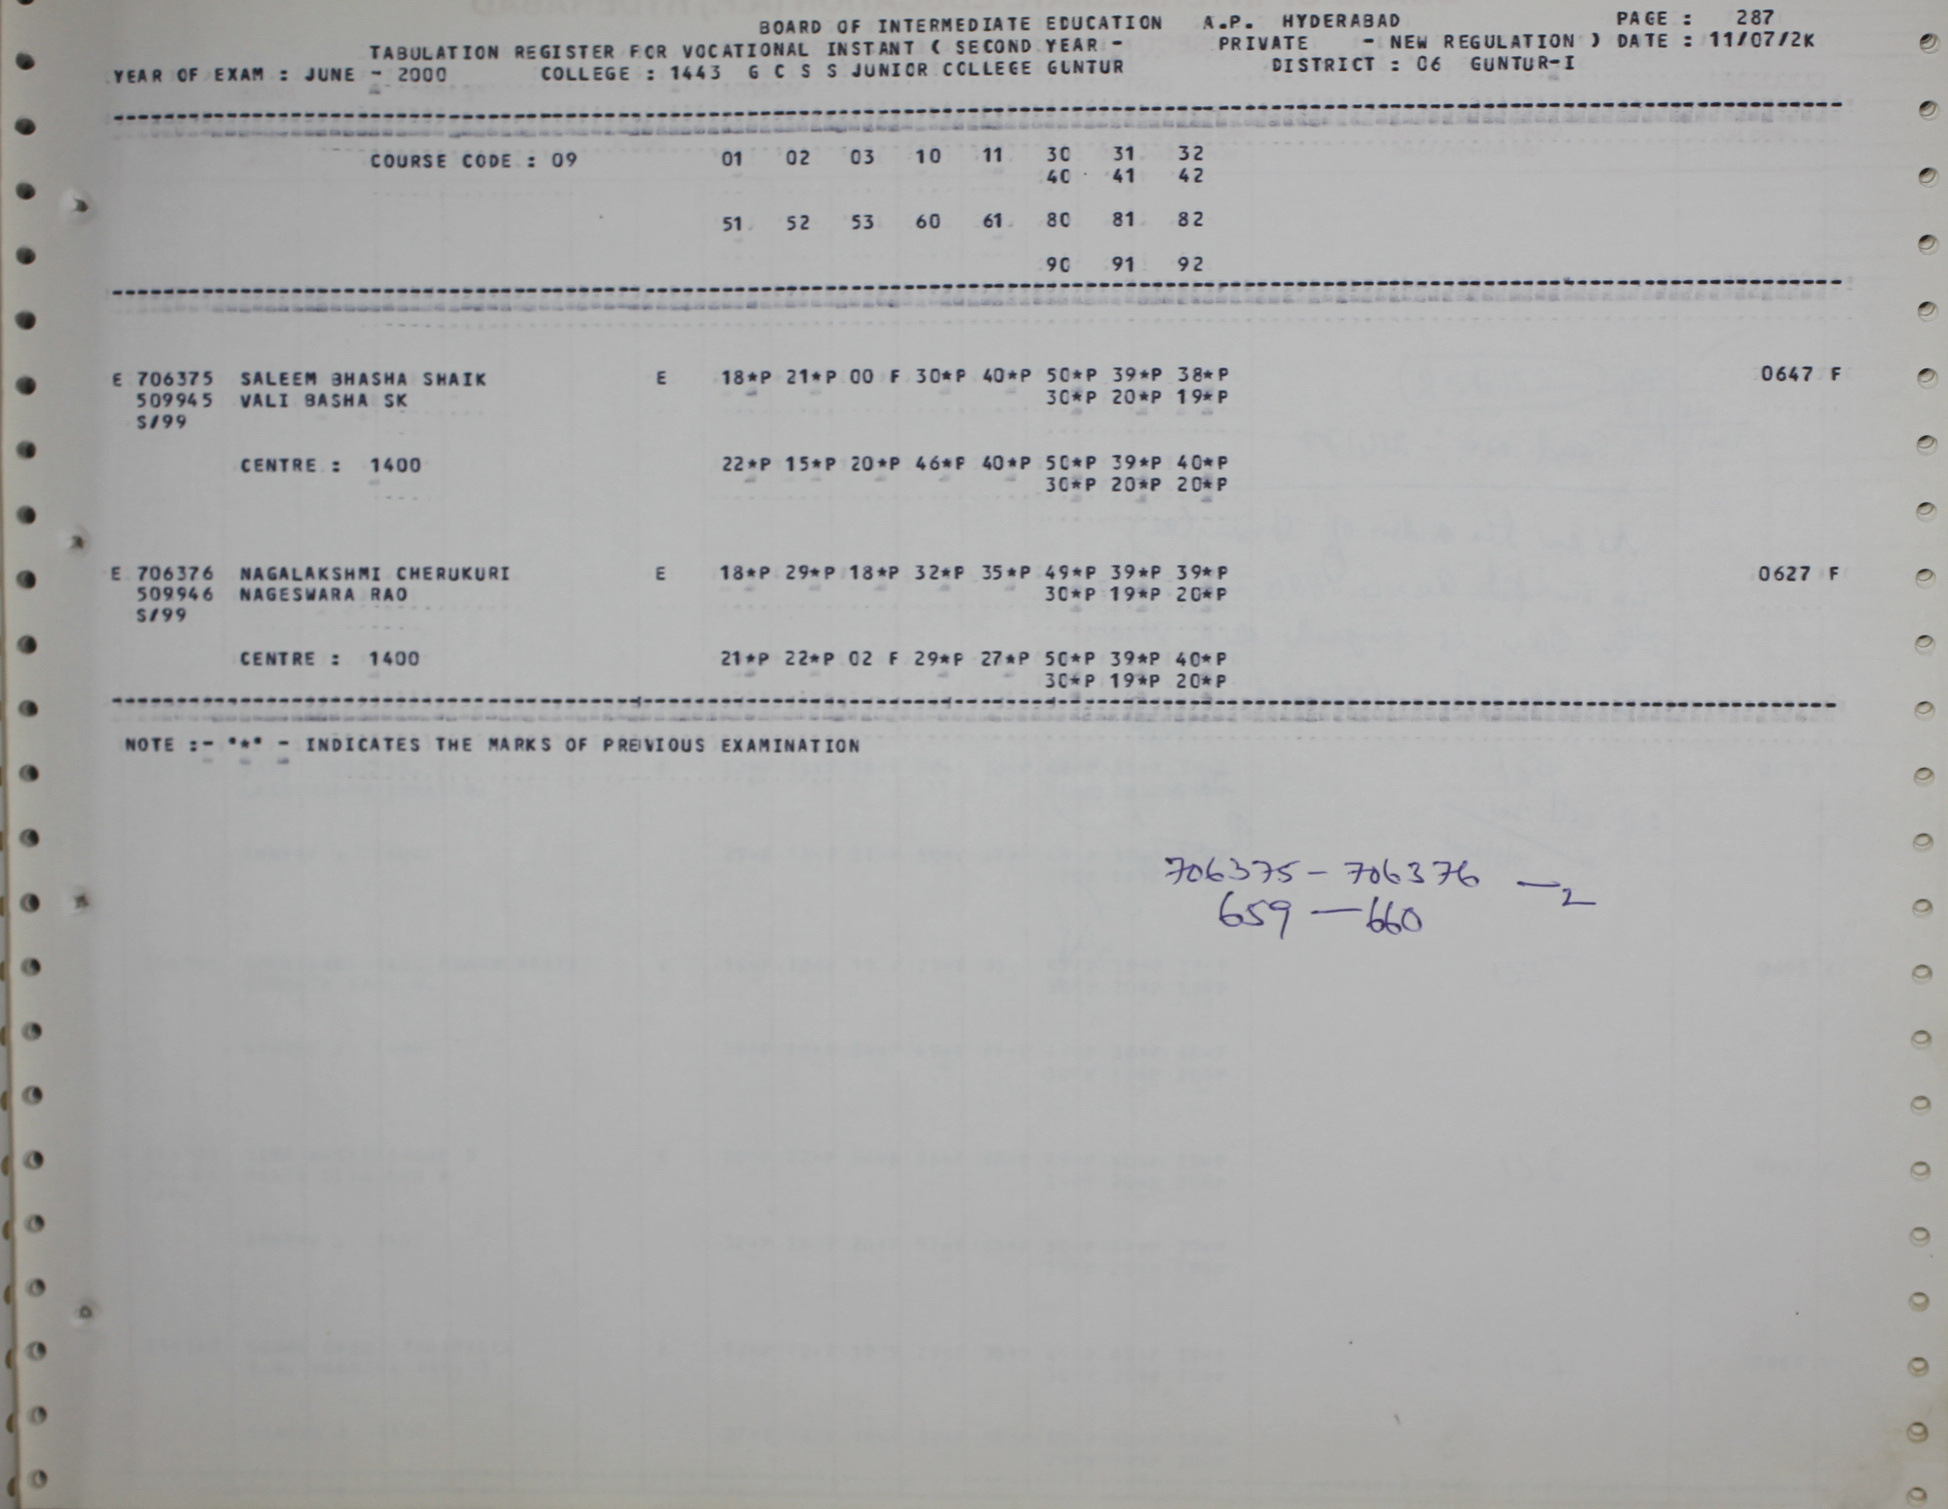 BOARD OF INTERMEDIATE EDUCATION A.P. HYDERABAD PAGE : 287
TABULATION REGISTER FOR VOCATIONAL INSTANT ( SECOND YEAR - PRIVATE - NEW REGULATION ) DATE : 11/07/2K
YEAR OF EXAM : JUNE - 2000 COLLEGE : 1443 G C S S JUNIOR COLLEGE GUNTUR DISTRICT : 06 GUNTUR-I
COURSE CODE : 09 01 02 03 10 11 30 31 32
40 41 42
51 52 53 60 61 80 81 82
90 91 92
E 706375 SALEEM BHASHA SHAIK E 18*P 21*P 00 F 30*P 40*P 50*P 39*P 38*P 0647 F
509945 VALI BASHA SK 30*P 20*P 19*P
S/99
CENTRE : 1400 22*P 15*P 20*P 46*P 40*P 50*P 39*P 40*P
30*P 20*P 20*P
E 706376 NAGALAKSHMI CHERUKURI E 18*P 29*P 18*P 32*P 35*P 49*P 39*P 39*P 0627 F
509946 NAGESWARA RAO 30*P 19*P 20*P
S/99
CENTRE : 1400 21*P 22*P 02 F 29*P 27*P 50*P 39*P 40*P
30*P 19*P 20*P
NOTE :- "*" - INDICATES THE MARKS OF PREVIOUS EXAMINATION
706375 - 706376 - 2
659 - 660